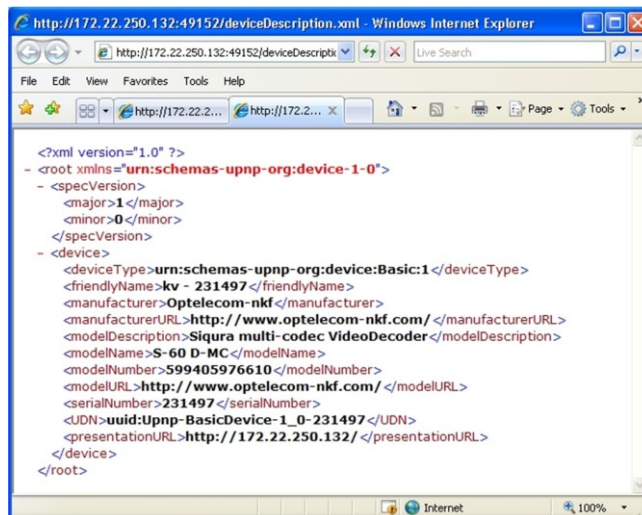 http://172.22.250.132:49152/deviceDescription.xml - Windows Internet Explorer
http://172.22.250.132:49152/deviceDescriptic
Live Search
File Edit View Favorites Tools Help
http://172.22.2... http://172.2... Page Tools
<?xml version="1.0" ?>
- <root xmlns="urn:schemas-upnp-org:device-1-0">
- <specVersion>
<major>1</major>
<minor>0</minor>
</specVersion>
- <device>
<deviceType>urn:schemas-upnp-org:device:Basic:1</deviceType>
<friendlyName>kv - 231497</friendlyName>
<manufacturer>Optelecom-nkf</manufacturer>
<manufacturerURL>http://www.optelecom-nkf.com/</manufacturerURL>
<modelDescription>Siqura multi-codec VideoDecoder</modelDescription>
<modelName>S-60 D-MC</modelName>
<modelNumber>599405976610</modelNumber>
<modelURL>http://www.optelecom-nkf.com/</modelURL>
<serialNumber>231497</serialNumber>
<UDN>uuid:Upnp-BasicDevice-1_0-231497</UDN>
<presentationURL>http://172.22.250.132/</presentationURL>
</device>
</root>
Internet 100%